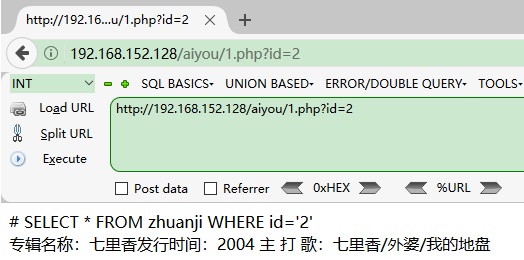 http://192.16...u/1.php?id=2
192.168.152.128/aiyou/1.php?id=2
INT SQL BASICS UNION BASED ERROR/DOUBLE QUERY TOOLS
Load URL http://192.168.152.128/aiyou/1.php?id=2
Split URL
Execute
Post data Referrer 0xHEX %URL
# SELECT * FROM zhuanji WHERE id='2'
专辑名称：七里香发行时间：2004 主 打 歌：七里香/外婆/我的地盘